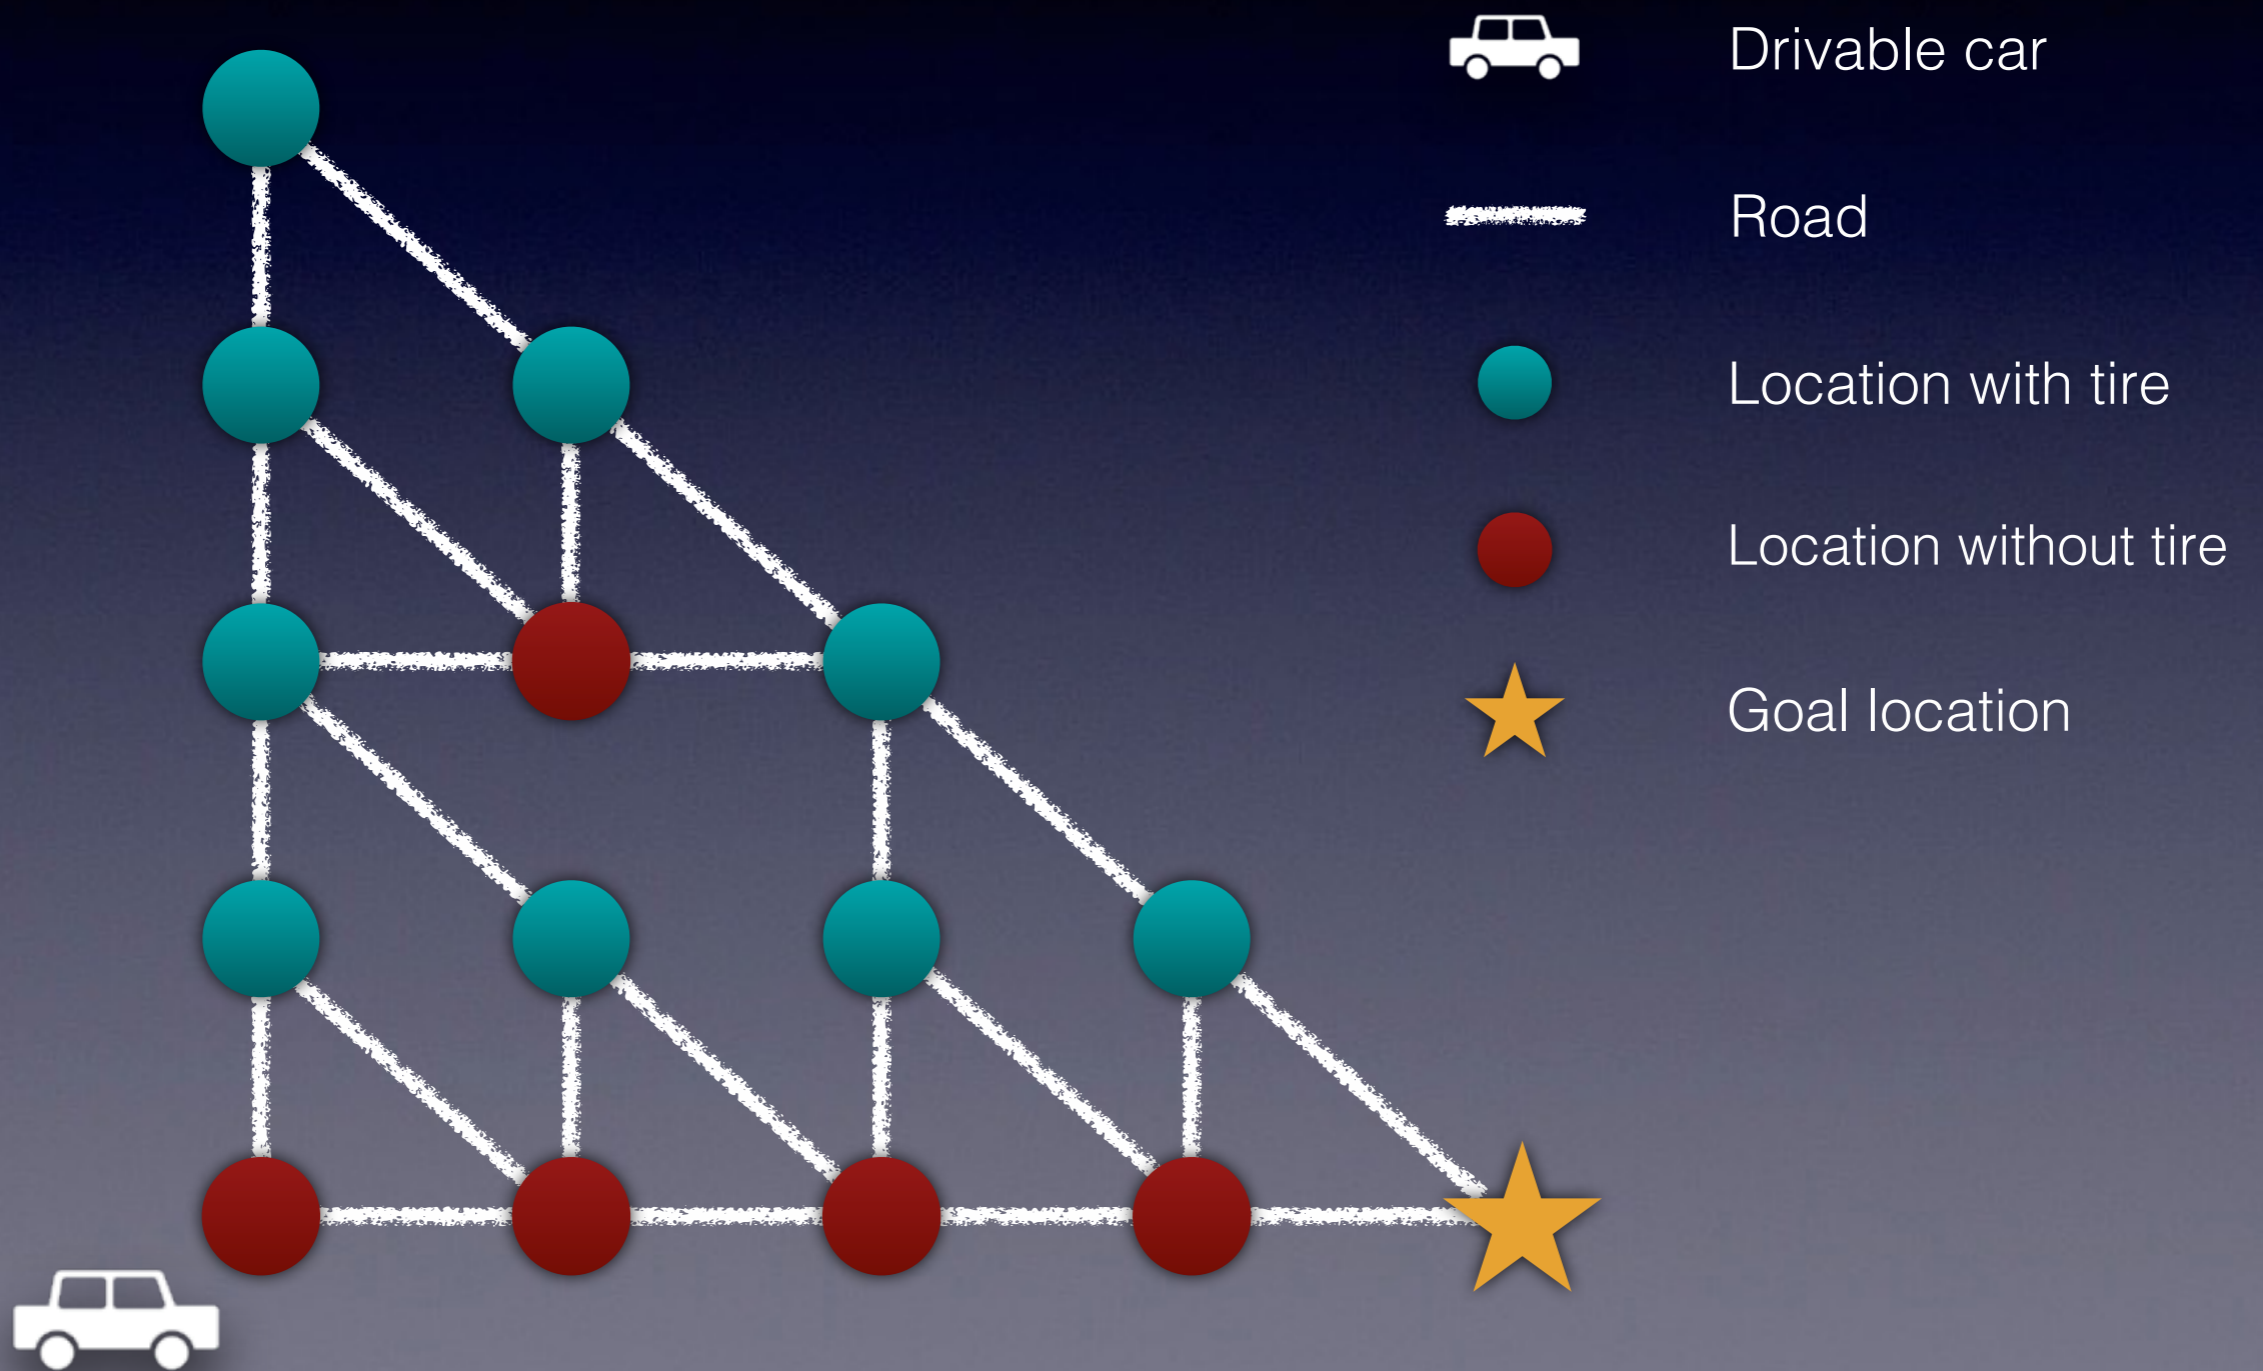 Drivable car
Road
Location with tire
Location without tire
Goal location